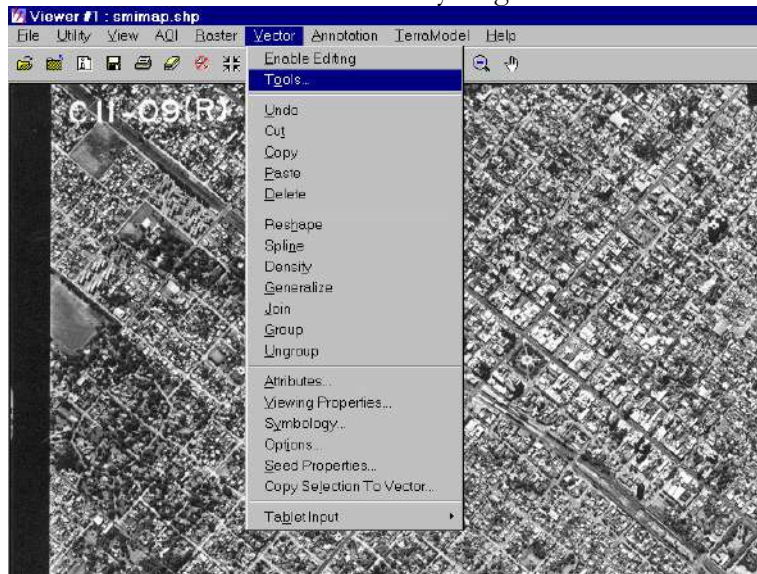 Viewer #1 : smimap.shp
File Utility View AOI Raster Vector Annotation TerraModel Help
Enable Editing
Tools...
C11-09(R)
Undo
Cut
Copy
Paste
Delete
Reshape
Spline
Density
Generalize
Join
Group
Ungroup
Attributes...
Viewing Properties...
Symbology...
Options...
Seed Properties...
Copy Selection To Vector...
Tablet Input